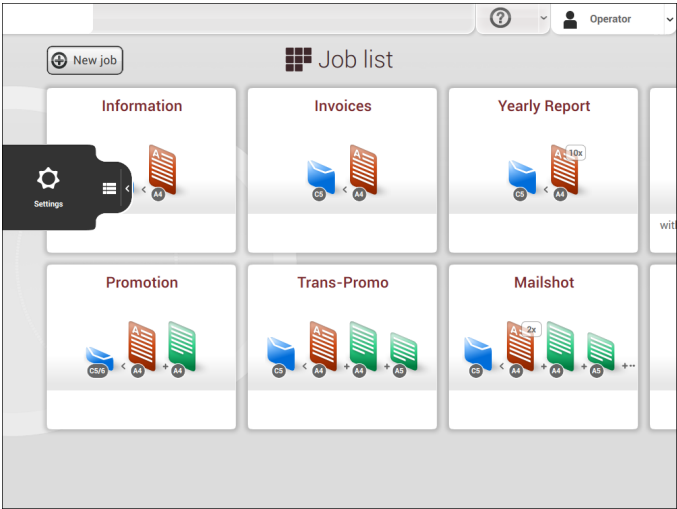 ?
Operator
New job
Job list
Information
Invoices
Yearly Report
A
A4
C5
A
A4
C5
A
10x
A4
Settings
Promotion
Trans-Promo
Mailshot
C5/6
A
A4
+
A4
C5
A
A4
+
A4
+
A5
C5
A
2x
A4
+
A4
+
A5
+··